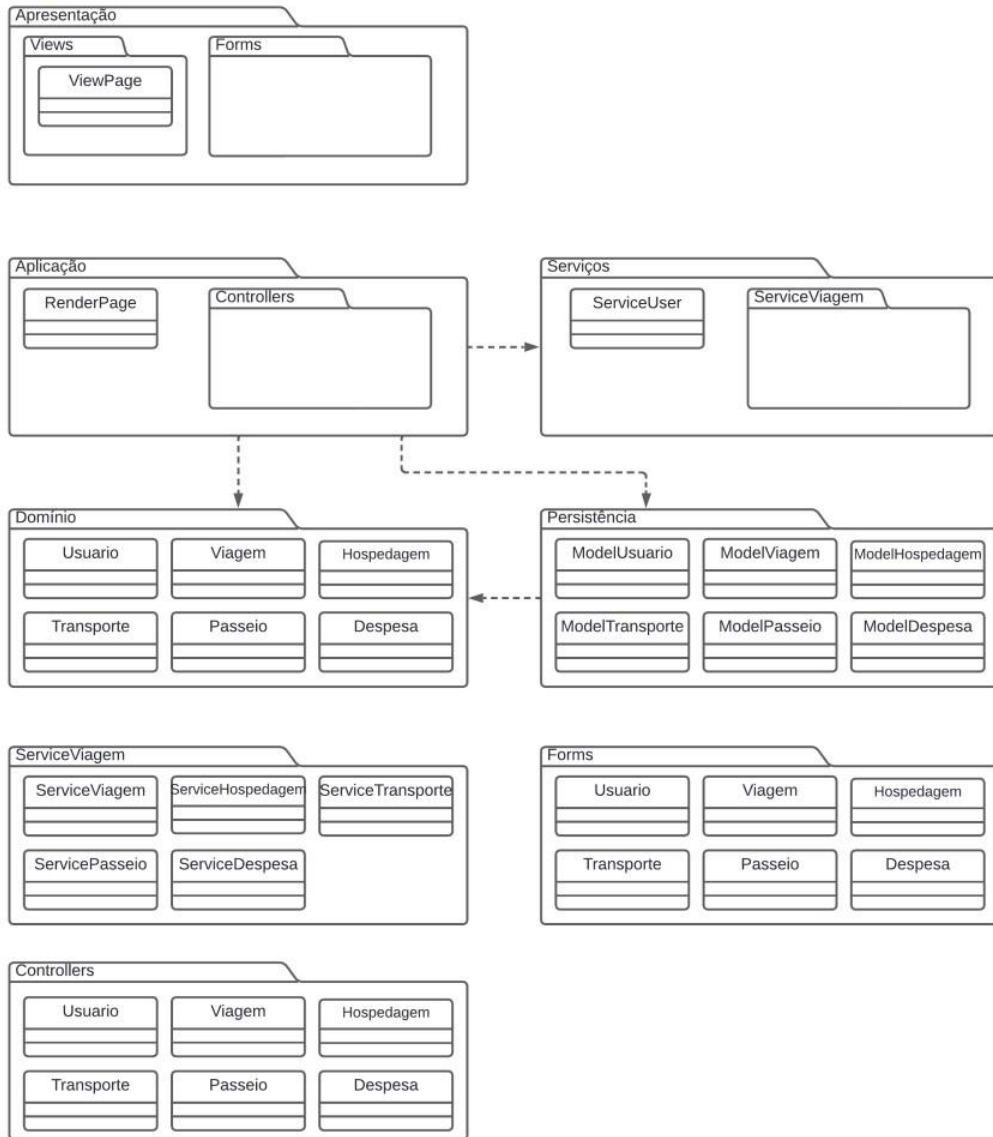 Apresentação
Views
Forms
ViewPage
Aplicação
RenderPage
Controllers
Serviços
ServiceUser
ServiceViagem
Domínio
Usuario
Viagem
Hospedagem
Transporte
Passeio
Despesa
Persistência
ModelUsuario
ModelViagem
ModelHospedagem
ModelTransporte
ModelPasseio
ModelDespesa
ServiceViagem
ServiceViagem
ServiceHospedagem
ServiceTransporte
ServicePasseio
ServiceDespesa
Forms
Usuario
Viagem
Hospedagem
Transporte
Passeio
Despesa
Controllers
Usuario
Viagem
Hospedagem
Transporte
Passeio
Despesa